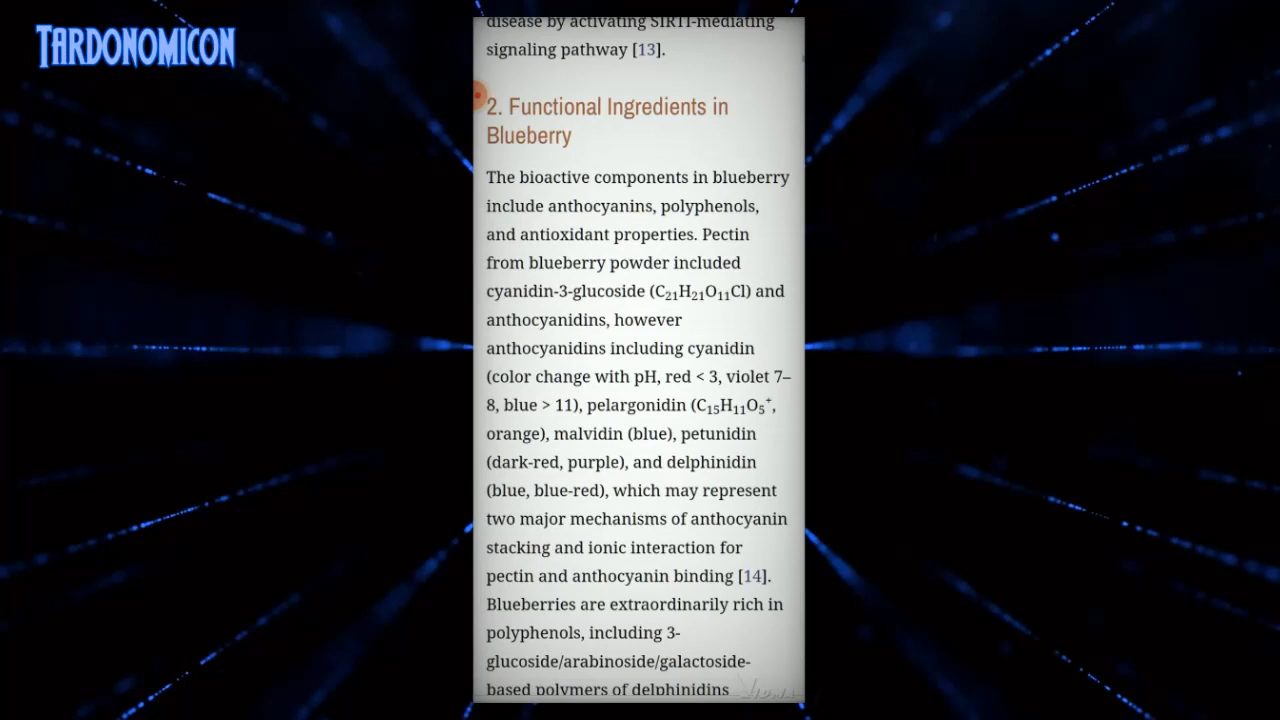 TARDONOMICON
disease by activating SIRT1-mediating
signaling pathway [13].
2. Functional Ingredients in
Blueberry
The bioactive components in blueberry
include anthocyanins, polyphenols,
and antioxidant properties. Pectin
from blueberry powder included
cyanidin-3-glucoside (C₂₁H₂₁O₁₁Cl) and
anthocyanidins, however
anthocyanidins including cyanidin
(color change with pH, red < 3, violet 7–
8, blue > 11), pelargonidin (C₁₅H₁₁O₅⁺,
orange), malvidin (blue), petunidin
(dark-red, purple), and delphinidin
(blue, blue-red), which may represent
two major mechanisms of anthocyanin
stacking and ionic interaction for
pectin and anthocyanin binding [14].
Blueberries are extraordinarily rich in
polyphenols, including 3-
glucoside/arabinoside/galactoside-
based polymers of delphinidins